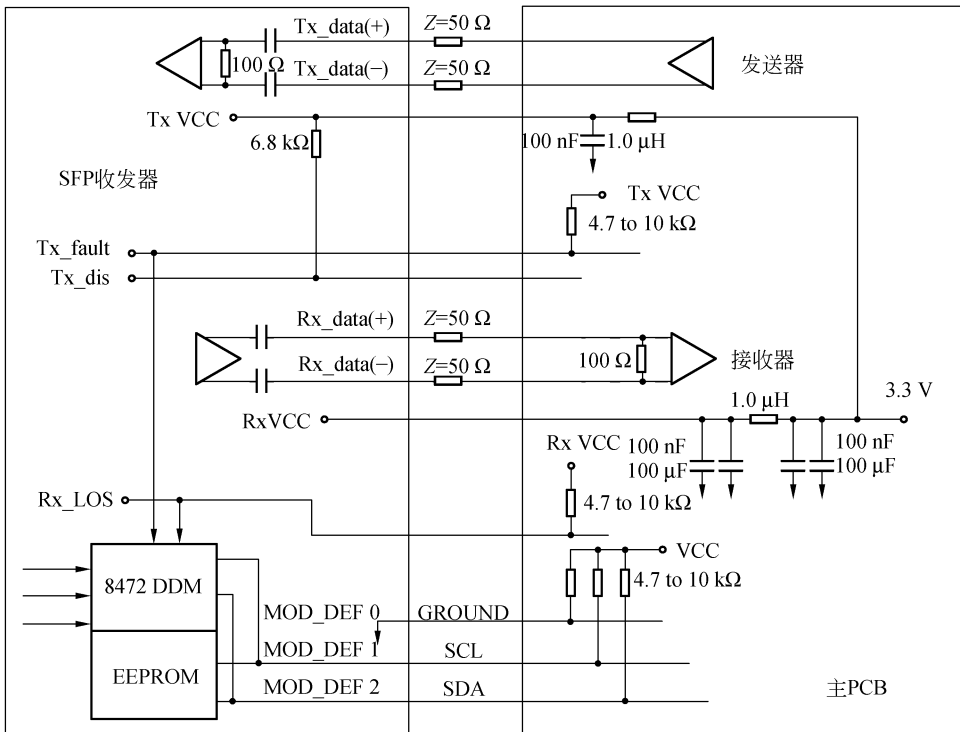 Tx_data(+)
Z=50 Ω
100 Ω
Tx_data(−)
Z=50 Ω
发送器
Tx VCC
6.8 kΩ
100 nF
1.0 μH
SFP收发器
Tx VCC
4.7 to 10 kΩ
Tx_fault
Tx_dis
Rx_data(+)
Z=50 Ω
Rx_data(−)
Z=50 Ω
100 Ω
接收器
1.0 μH
3.3 V
RxVCC
Rx VCC
100 nF
100 μF
100 nF
100 μF
Rx_LOS
4.7 to 10 kΩ
VCC
8472 DDM
4.7 to 10 kΩ
MOD_DEF 0
GROUND
MOD_DEF 1
SCL
EEPROM
MOD_DEF 2
SDA
主PCB